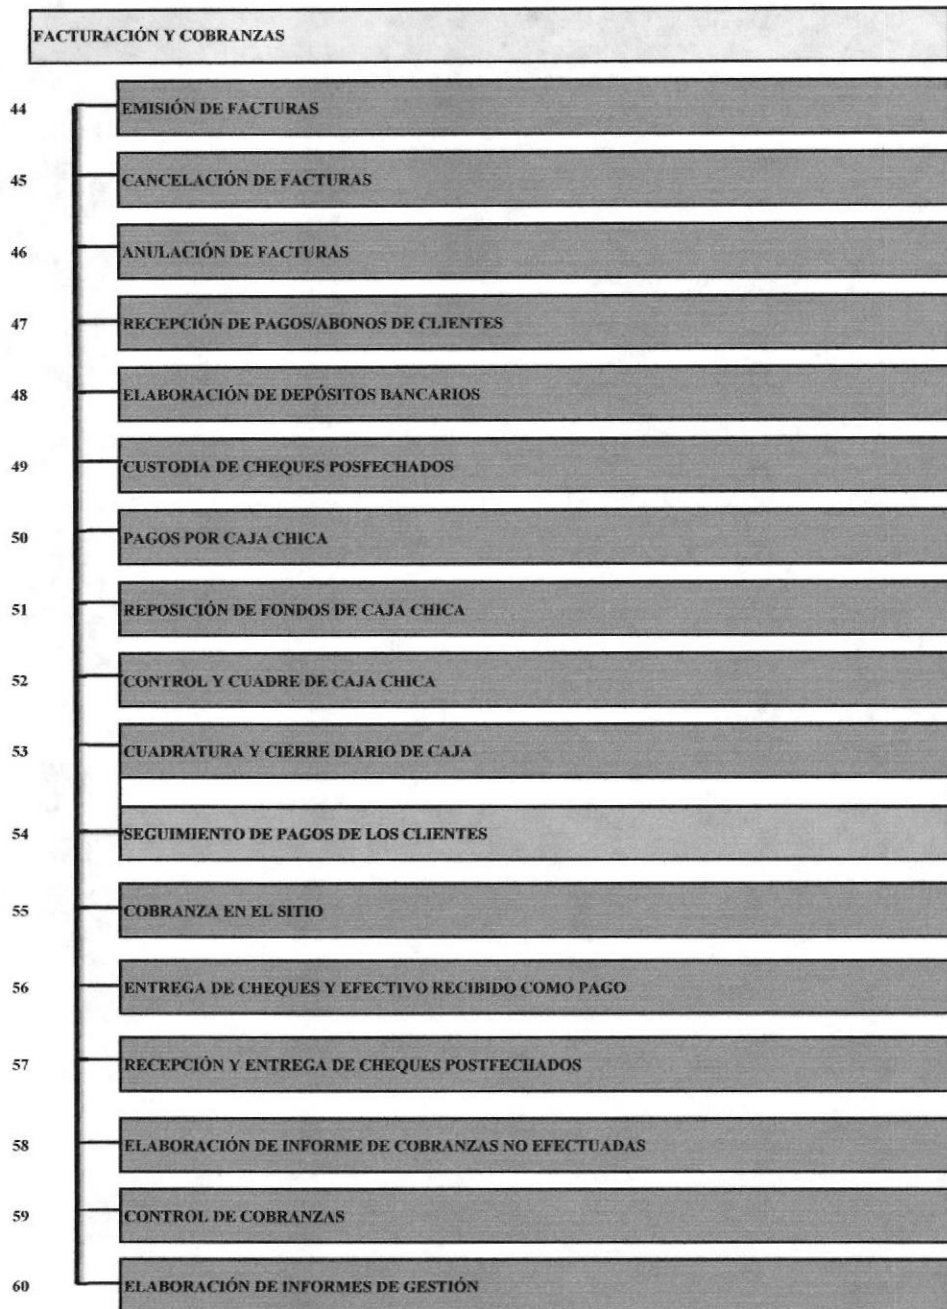 FACTURACIÓN Y COBRANZAS
44 EMISIÓN DE FACTURAS
45 CANCELACIÓN DE FACTURAS
46 ANULACIÓN DE FACTURAS
47 RECEPCIÓN DE PAGOS/ABONOS DE CLIENTES
48 ELABORACIÓN DE DEPÓSITOS BANCARIOS
49 CUSTODIA DE CHEQUES POSFECHADOS
50 PAGOS POR CAJA CHICA
51 REPOSICIÓN DE FONDOS DE CAJA CHICA
52 CONTROL Y CUADRE DE CAJA CHICA
53 CUADRATURA Y CIERRE DIARIO DE CAJA
54 SEGUIMIENTO DE PAGOS DE LOS CLIENTES
55 COBRANZA EN EL SITIO
56 ENTREGA DE CHEQUES Y EFECTIVO RECIBIDO COMO PAGO
57 RECEPCIÓN Y ENTREGA DE CHEQUES POSTFECHADOS
58 ELABORACIÓN DE INFORME DE COBRANZAS NO EFECTUADAS
59 CONTROL DE COBRANZAS
60 ELABORACIÓN DE INFORMES DE GESTIÓN